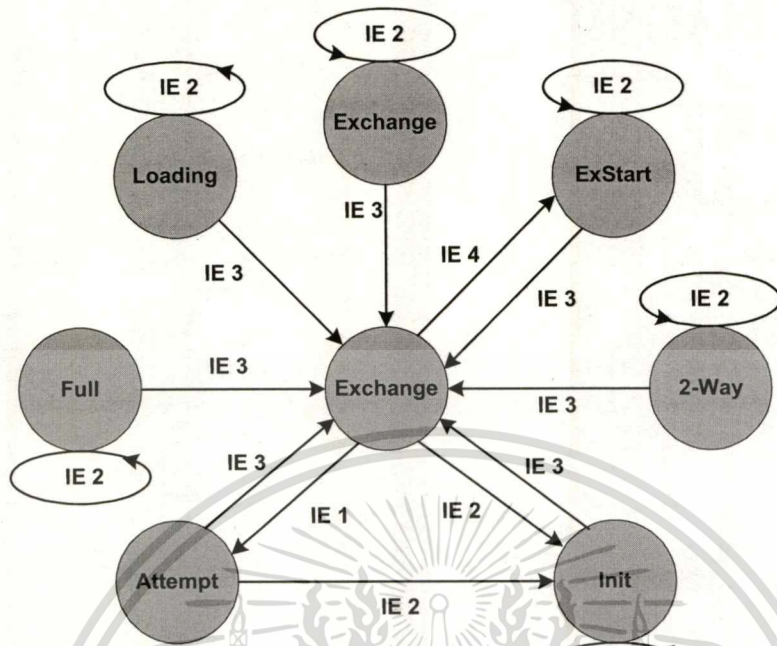 IE 2
IE 2
IE 2
Exchange
Loading
ExStart
IE 3
IE 4
IE 3
IE 3
IE 2
IE 3
Full
Exchange
2-Way
IE 3
IE 2
IE 3
IE 3
IE 1
IE 2
Attempt
Init
IE 2